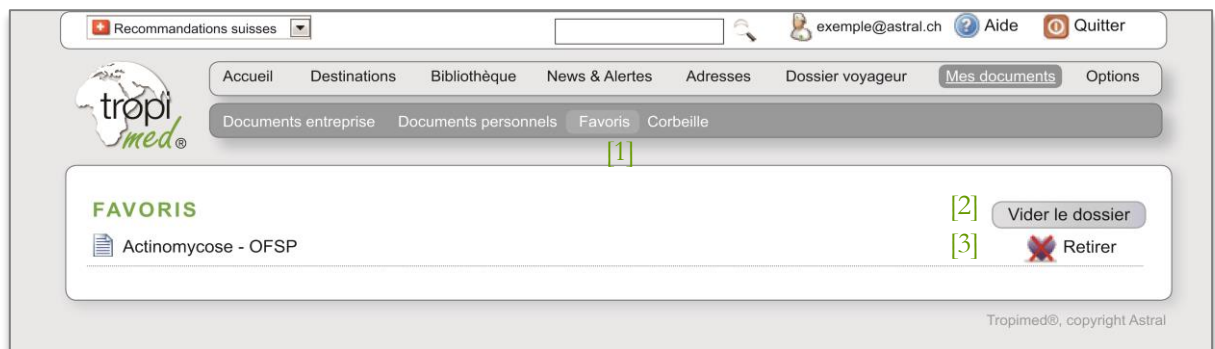 Recommandations suisses exemple@astral.ch Aide Quitter
Accueil Destinations Bibliothèque News & Alertes Adresses Dossier voyageur Mes documents Options
tropi
med®
Documents entreprise Documents personnels Favoris Corbeille
[1]
FAVORIS [2] Vider le dossier
Actinomycose - OFSP [3] Retirer
Tropimed®, copyright Astral